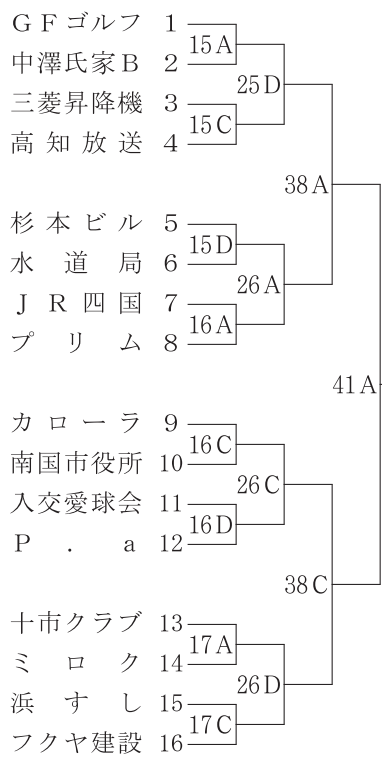 GFゴルフ 1
15A
中澤氏家B 2
25D
三菱昇降機 3
15C
高知放送 4
38A
杉本ビル 5
15D
水道局 6
26A
JR四国 7
16A
プリム 8
41A
カローラ 9
16C
南国市役所 10
26C
入交愛球会 11
16D
P.a 12
38C
十市クラブ 13
17A
ミロク 14
26D
浜すし 15
17C
フクヤ建設 16